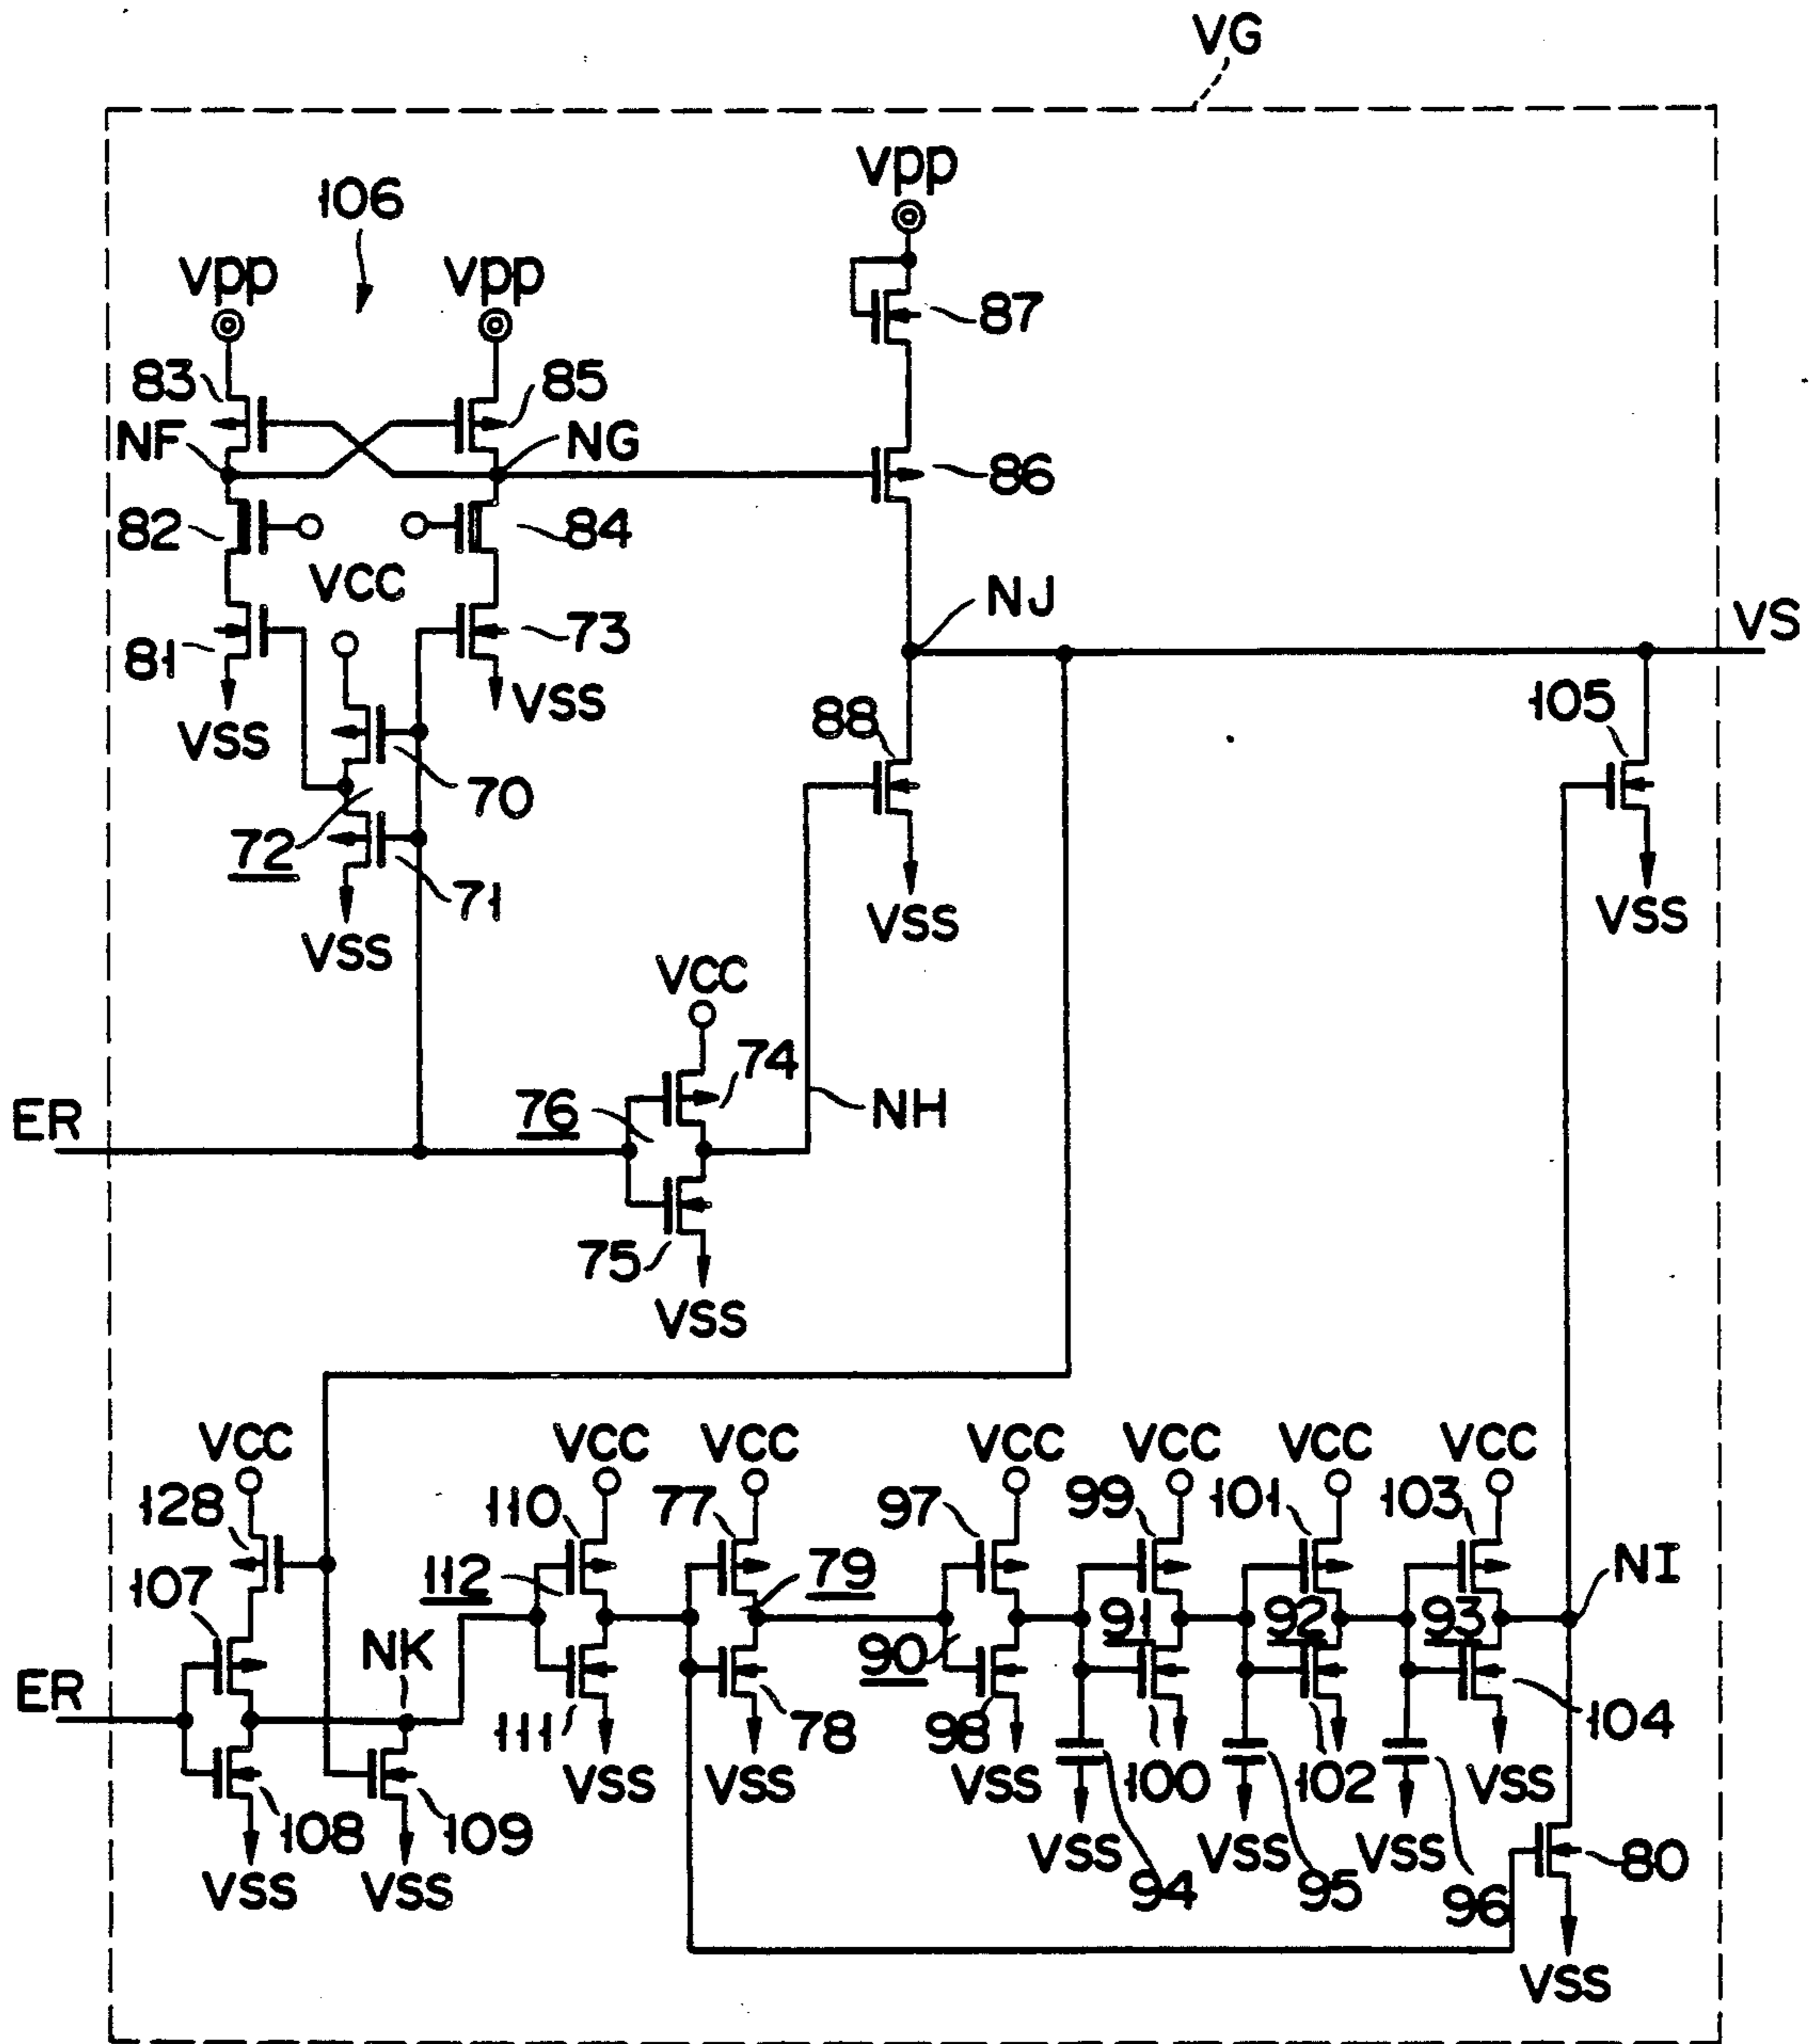 VG
Vpp
106
Vpp Vpp
87
83 85
NF NG
86
82 84
VCC
NJ
VS
73
81
VSS
VSS
88
105
70
72
71
VSS
VSS
VSS
VCC
74
76
NH
ER
75
VSS
VCC VCC VCC VCC VCC VCC VCC
128 110 77 97 99 101 103
107 112 79 NI
91 92 93
NK 90
ER
111 78 98 104
VSS VSS VSS 100 102 VSS
108 109
VSS VSS VSS VSS VSS
80
94 95 96
VSS